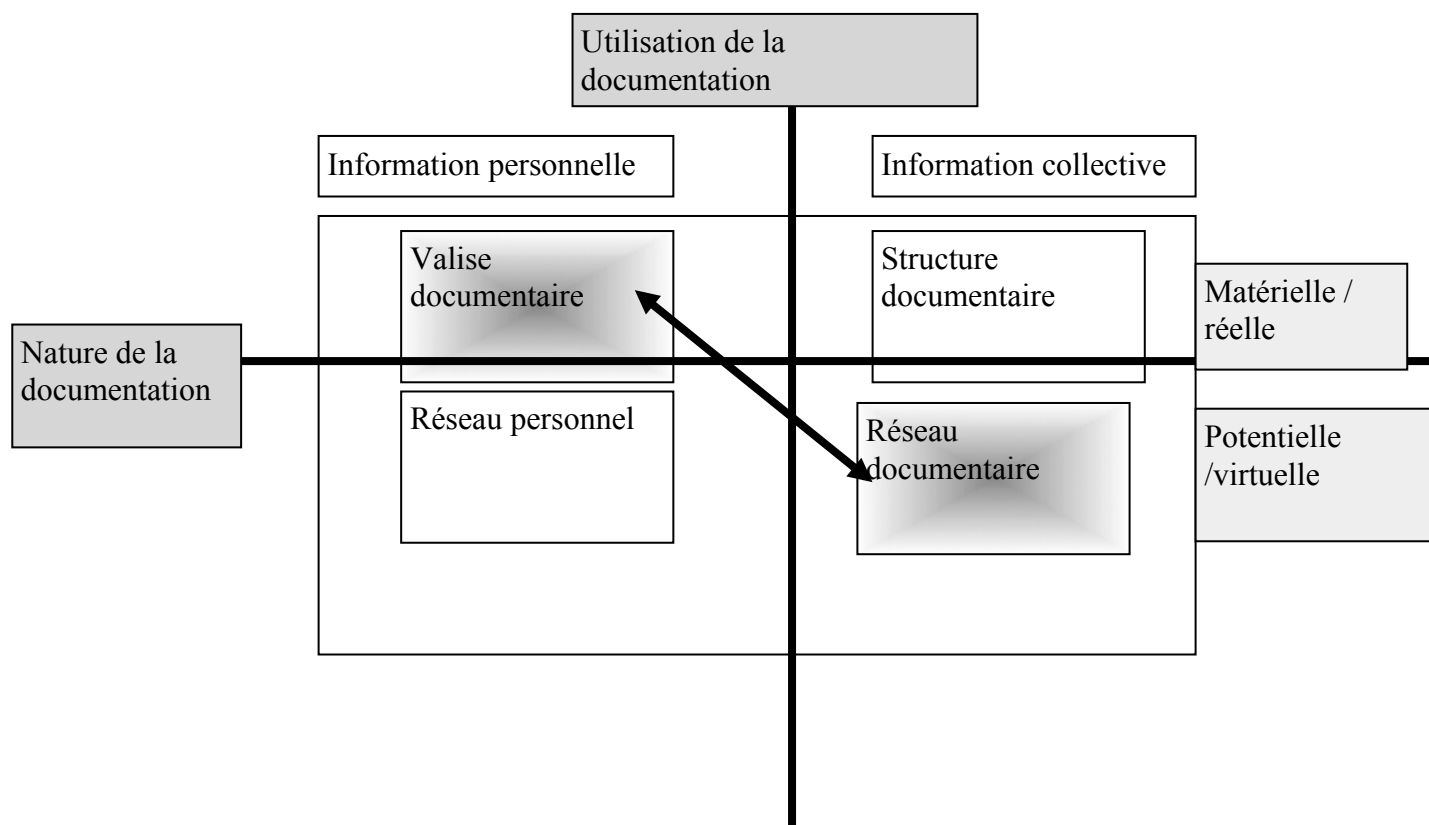 Utilisation de la
documentation
Information personnelle
Information collective
Valise
documentaire
Structure
documentaire
Matérielle /
réelle
Nature de la
documentation
Réseau personnel
Réseau
documentaire
Potentielle
/virtuelle